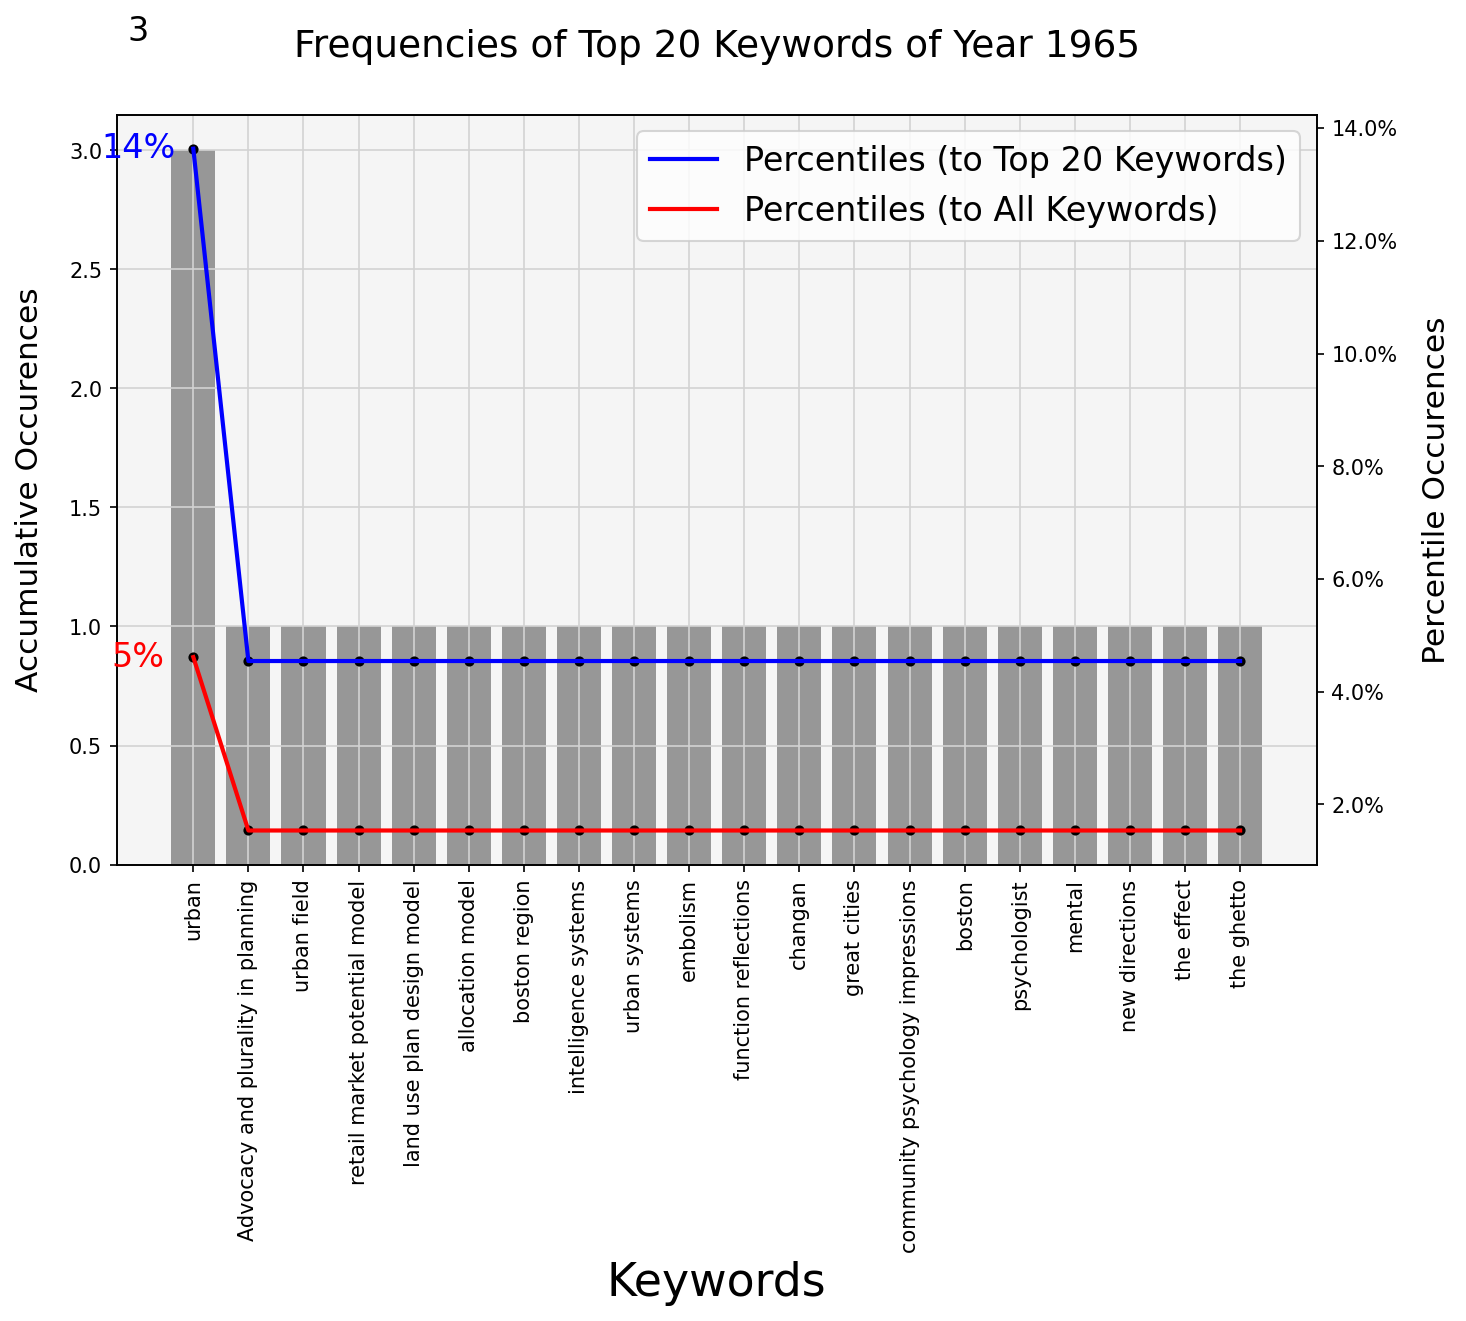 3
Frequencies of Top 20 Keywords of Year 1965
14%
5%
Percentiles (to Top 20 Keywords)
Percentiles (to All Keywords)
Accumulative Occurences
3.0
2.5
2.0
1.5
1.0
0.5
0.0
14.0%
12.0%
10.0%
8.0%
6.0%
4.0%
2.0%
Percentile Occurences
urban
Advocacy and plurality in planning
urban field
retail market potential model
land use plan design model
allocation model
boston region
intelligence systems
urban systems
embolism
function reflections
changan
great cities
community psychology impressions
boston
psychologist
mental
new directions
the effect
the ghetto
Keywords